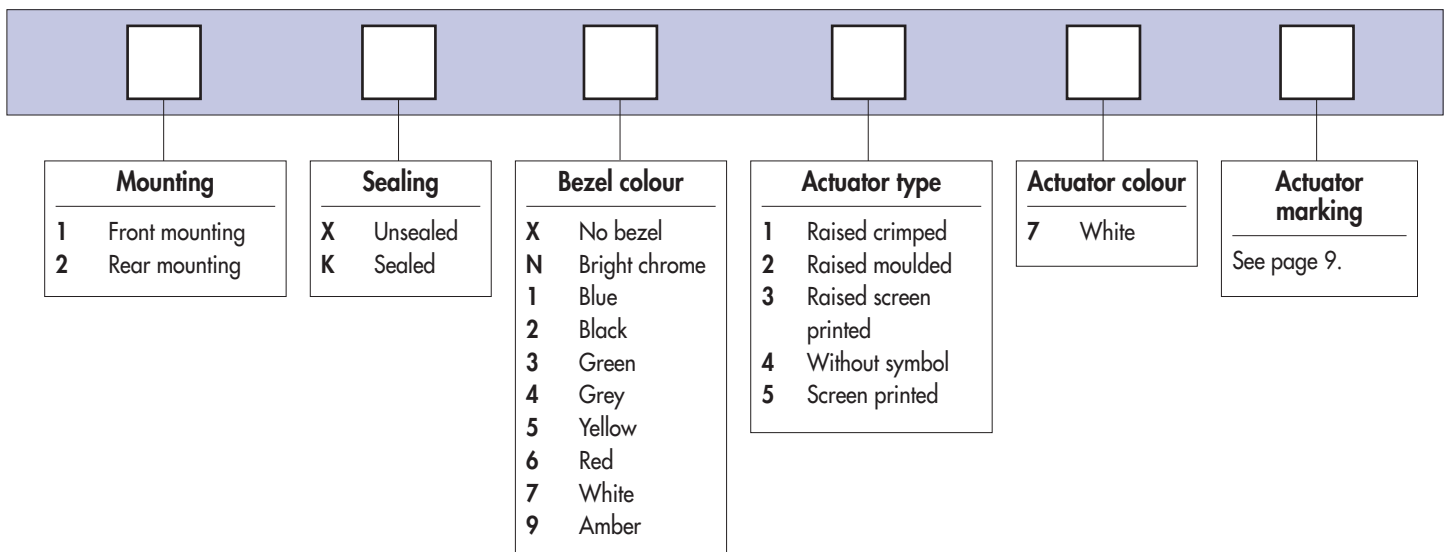 Mounting
1 Front mounting
2 Rear mounting
Sealing
X Unsealed
K Sealed
Bezel colour
X No bezel
N Bright chrome
1 Blue
2 Black
3 Green
4 Grey
5 Yellow
6 Red
7 White
9 Amber
Actuator type
1 Raised crimped
2 Raised moulded
3 Raised screen
printed
4 Without symbol
5 Screen printed
Actuator colour
7 White
Actuator
marking
See page 9.